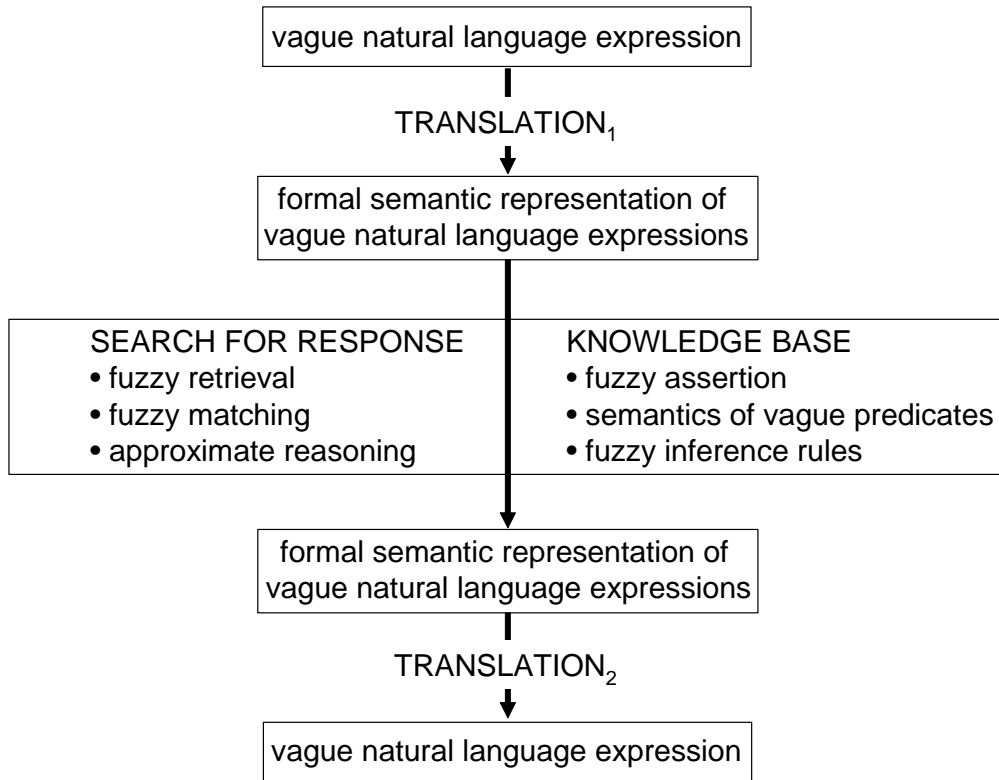 vague natural language expression
TRANSLATION₁
formal semantic representation of
vague natural language expressions
SEARCH FOR RESPONSE
• fuzzy retrieval
• fuzzy matching
• approximate reasoning
KNOWLEDGE BASE
• fuzzy assertion
• semantics of vague predicates
• fuzzy inference rules
formal semantic representation of
vague natural language expressions
TRANSLATION₂
vague natural language expression